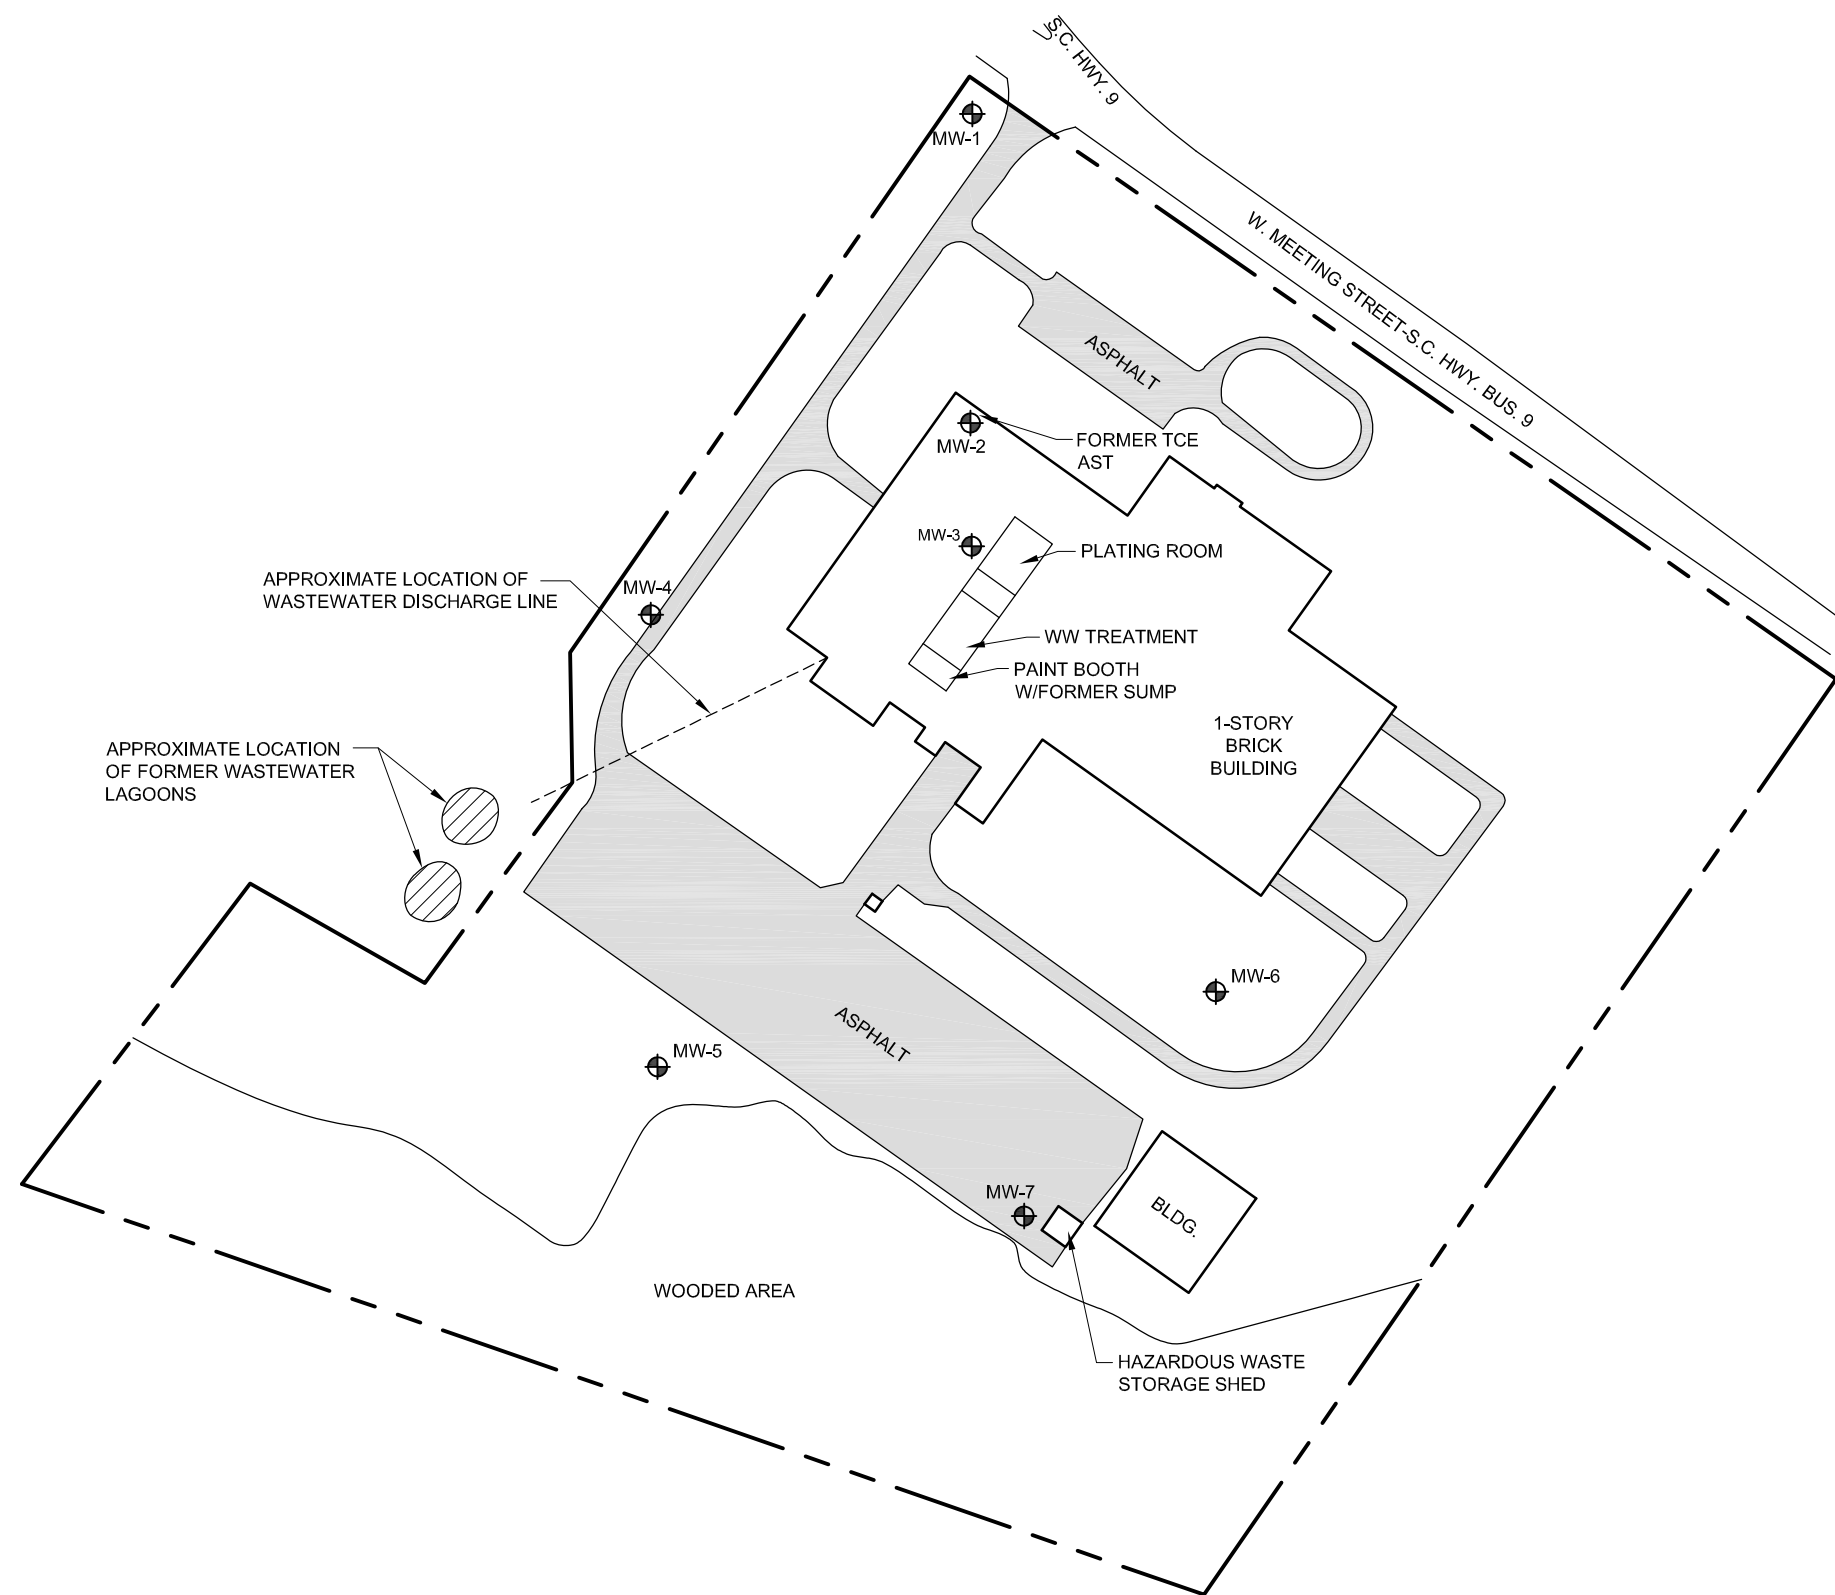 S.C. HWY. 9
MW-1
W. MEETING STREET-S.C. HWY. BUS. 9
ASPHALT
MW-2
FORMER TCE
AST
MW-3
PLATING ROOM
APPROXIMATE LOCATION OF
WASTEWATER DISCHARGE LINE
MW-4
WW TREATMENT
PAINT BOOTH
W/FORMER SUMP
1-STORY
BRICK
BUILDING
APPROXIMATE LOCATION
OF FORMER WASTEWATER
LAGOONS
MW-6
ASPHALT
MW-5
MW-7
BLDG.
WOODED AREA
HAZARDOUS WASTE
STORAGE SHED